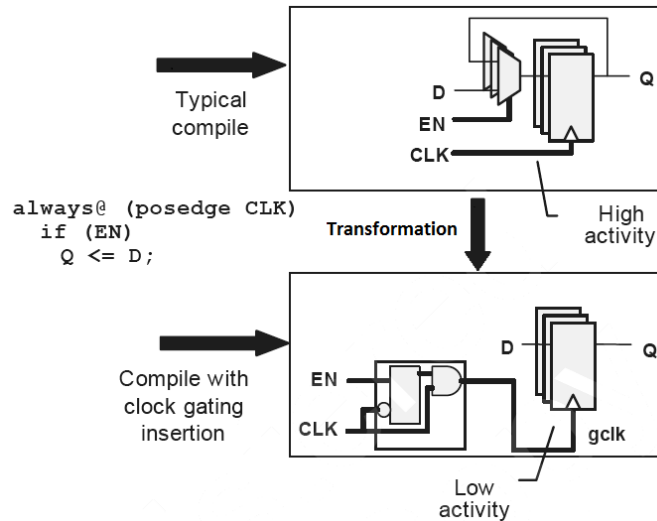 Typical
compile
D
EN
CLK
Q
High
activity
always@ (posedge CLK)
if (EN)
Q <= D;
Transformation
Compile with
clock gating
insertion
EN
CLK
D
Q
gclk
Low
activity